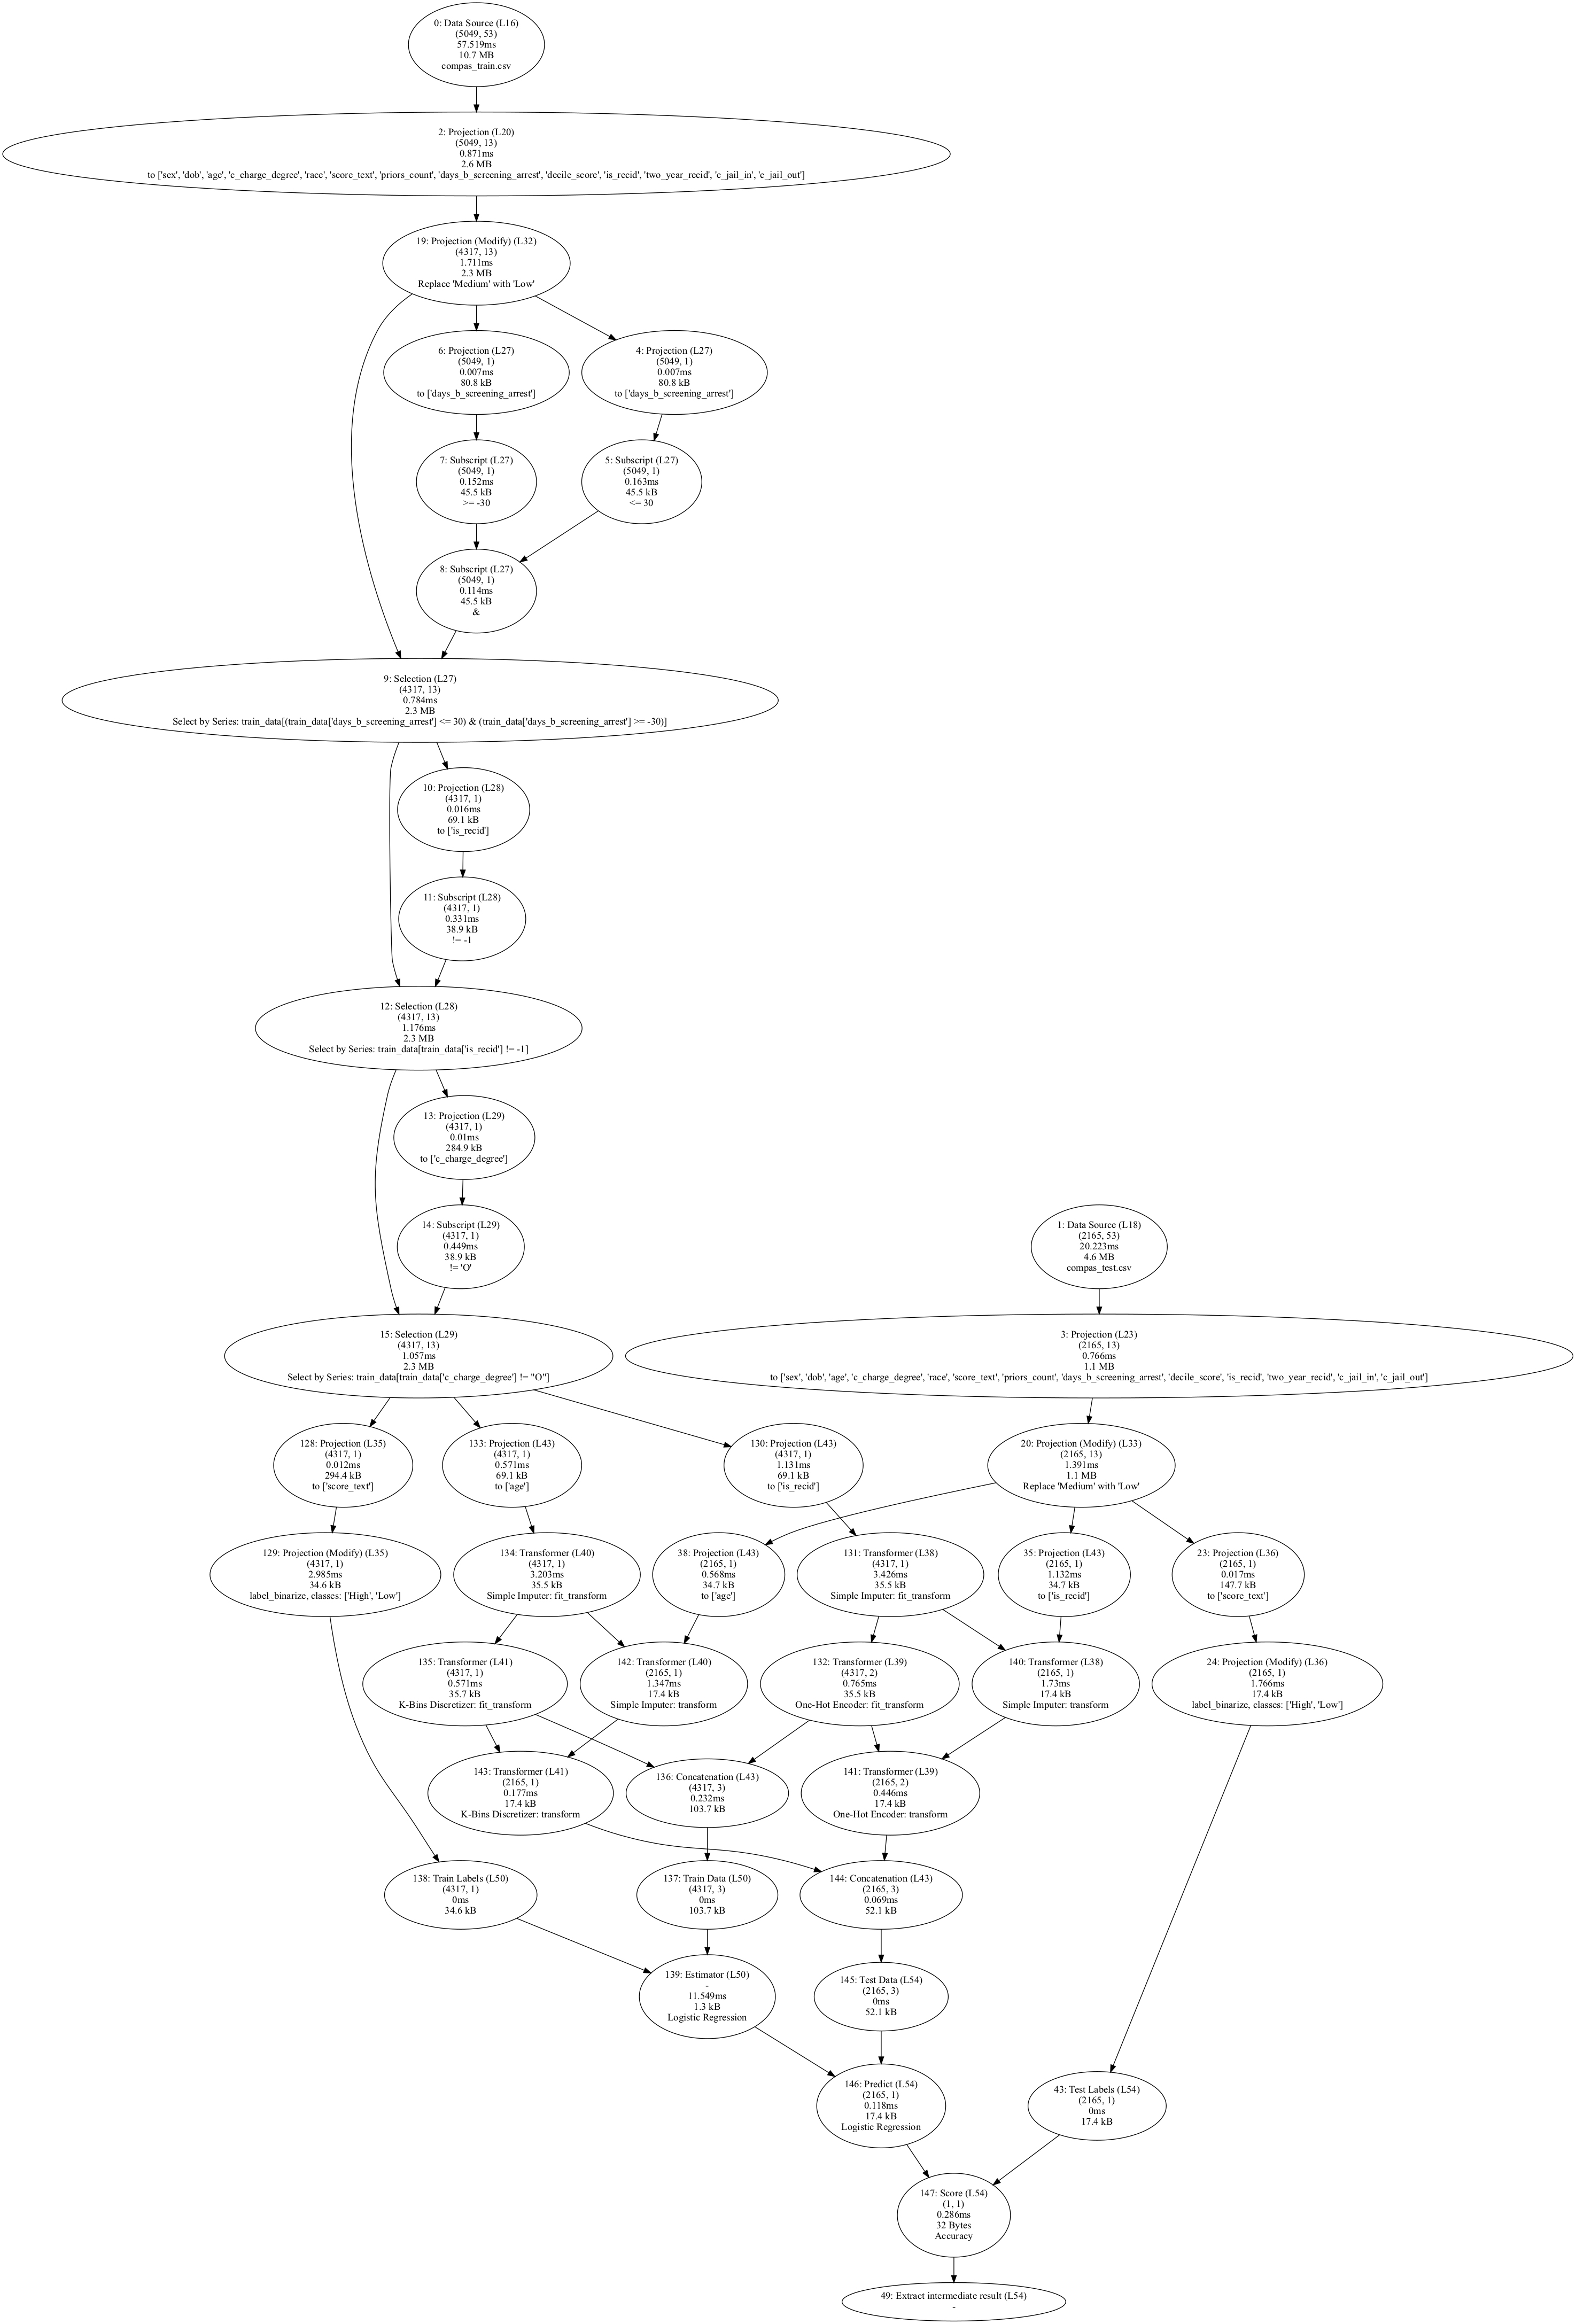 0: Data Source (L16)
(5049, 53)
57.519ms
10.7 MB
compas_train.csv
2: Projection (L20)
(5049, 13)
0.871ms
2.6 MB
to ['sex', 'dob', 'age', 'c_charge_degree', 'race', 'score_text', 'priors_count', 'days_b_screening_arrest', 'decile_score', 'is_recid', 'two_year_recid', 'c_jail_in', 'c_jail_out']
19: Projection (Modify) (L32)
(4317, 13)
1.711ms
2.3 MB
Replace 'Medium' with 'Low'
6: Projection (L27)
(5049, 1)
0.007ms
80.8 kB
to ['days_b_screening_arrest']
4: Projection (L27)
(5049, 1)
0.007ms
80.8 kB
to ['days_b_screening_arrest']
7: Subscript (L27)
(5049, 1)
0.152ms
45.5 kB
>= -30
5: Subscript (L27)
(5049, 1)
0.163ms
45.5 kB
<= 30
8: Subscript (L27)
(5049, 1)
0.114ms
45.5 kB
&
9: Selection (L27)
(4317, 13)
0.784ms
2.3 MB
Select by Series: train_data[(train_data['days_b_screening_arrest'] <= 30) & (train_data['days_b_screening_arrest'] >= -30)]
10: Projection (L28)
(4317, 1)
0.016ms
69.1 kB
to ['is_recid']
11: Subscript (L28)
(4317, 1)
0.331ms
38.9 kB
!= -1
12: Selection (L28)
(4317, 13)
1.176ms
2.3 MB
Select by Series: train_data[train_data['is_recid'] != -1]
13: Projection (L29)
(4317, 1)
0.01ms
284.9 kB
to ['c_charge_degree']
14: Subscript (L29)
(4317, 1)
0.449ms
38.9 kB
!= 'O'
1: Data Source (L18)
(2165, 53)
20.223ms
4.6 MB
compas_test.csv
15: Selection (L29)
(4317, 13)
1.057ms
2.3 MB
Select by Series: train_data[train_data['c_charge_degree'] != "O"]
3: Projection (L23)
(2165, 13)
0.766ms
1.1 MB
to ['sex', 'dob', 'age', 'c_charge_degree', 'race', 'score_text', 'priors_count', 'days_b_screening_arrest', 'decile_score', 'is_recid', 'two_year_recid', 'c_jail_in', 'c_jail_out']
128: Projection (L35)
(4317, 1)
0.012ms
294.4 kB
to ['score_text']
133: Projection (L43)
(4317, 1)
0.571ms
69.1 kB
to ['age']
130: Projection (L43)
(4317, 1)
1.131ms
69.1 kB
to ['is_recid']
20: Projection (Modify) (L33)
(2165, 13)
1.391ms
1.1 MB
Replace 'Medium' with 'Low'
129: Projection (Modify) (L35)
(4317, 1)
2.985ms
34.6 kB
label_binarize, classes: ['High', 'Low']
134: Transformer (L40)
(4317, 1)
3.203ms
35.5 kB
Simple Imputer: fit_transform
38: Projection (L43)
(2165, 1)
0.568ms
34.7 kB
to ['age']
131: Transformer (L38)
(4317, 1)
3.426ms
35.5 kB
Simple Imputer: fit_transform
35: Projection (L43)
(2165, 1)
1.132ms
34.7 kB
to ['is_recid']
23: Projection (L36)
(2165, 1)
0.017ms
147.7 kB
to ['score_text']
135: Transformer (L41)
(4317, 1)
0.571ms
35.7 kB
K-Bins Discretizer: fit_transform
142: Transformer (L40)
(2165, 1)
1.347ms
17.4 kB
Simple Imputer: transform
132: Transformer (L39)
(4317, 2)
0.765ms
35.5 kB
One-Hot Encoder: fit_transform
140: Transformer (L38)
(2165, 1)
1.73ms
17.4 kB
Simple Imputer: transform
24: Projection (Modify) (L36)
(2165, 1)
1.766ms
17.4 kB
label_binarize, classes: ['High', 'Low']
143: Transformer (L41)
(2165, 1)
0.177ms
17.4 kB
K-Bins Discretizer: transform
136: Concatenation (L43)
(4317, 3)
0.232ms
103.7 kB
141: Transformer (L39)
(2165, 2)
0.446ms
17.4 kB
One-Hot Encoder: transform
138: Train Labels (L50)
(4317, 1)
0ms
34.6 kB
137: Train Data (L50)
(4317, 3)
0ms
103.7 kB
144: Concatenation (L43)
(2165, 3)
0.069ms
52.1 kB
139: Estimator (L50)
-
11.549ms
1.3 kB
Logistic Regression
145: Test Data (L54)
(2165, 3)
0ms
52.1 kB
146: Predict (L54)
(2165, 1)
0.118ms
17.4 kB
Logistic Regression
43: Test Labels (L54)
(2165, 1)
0ms
17.4 kB
147: Score (L54)
(1, 1)
0.286ms
32 Bytes
Accuracy
49: Extract intermediate result (L54)
-